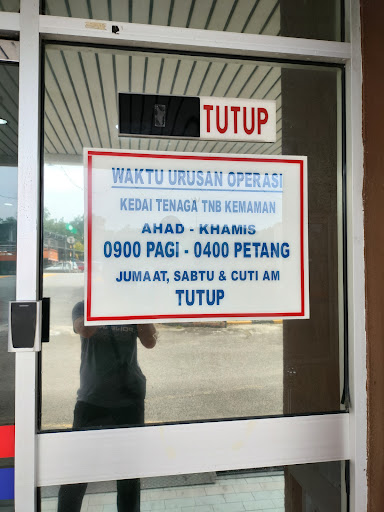 TUTUP
WAKTU URUSAN OPERASI
KEDAI TENAGA TNB KEMAMAN
AHAD - KHAMIS
0900 PAGI - 0400 PETANG
JUMAAT, SABTU & CUTI AM
TUTUP